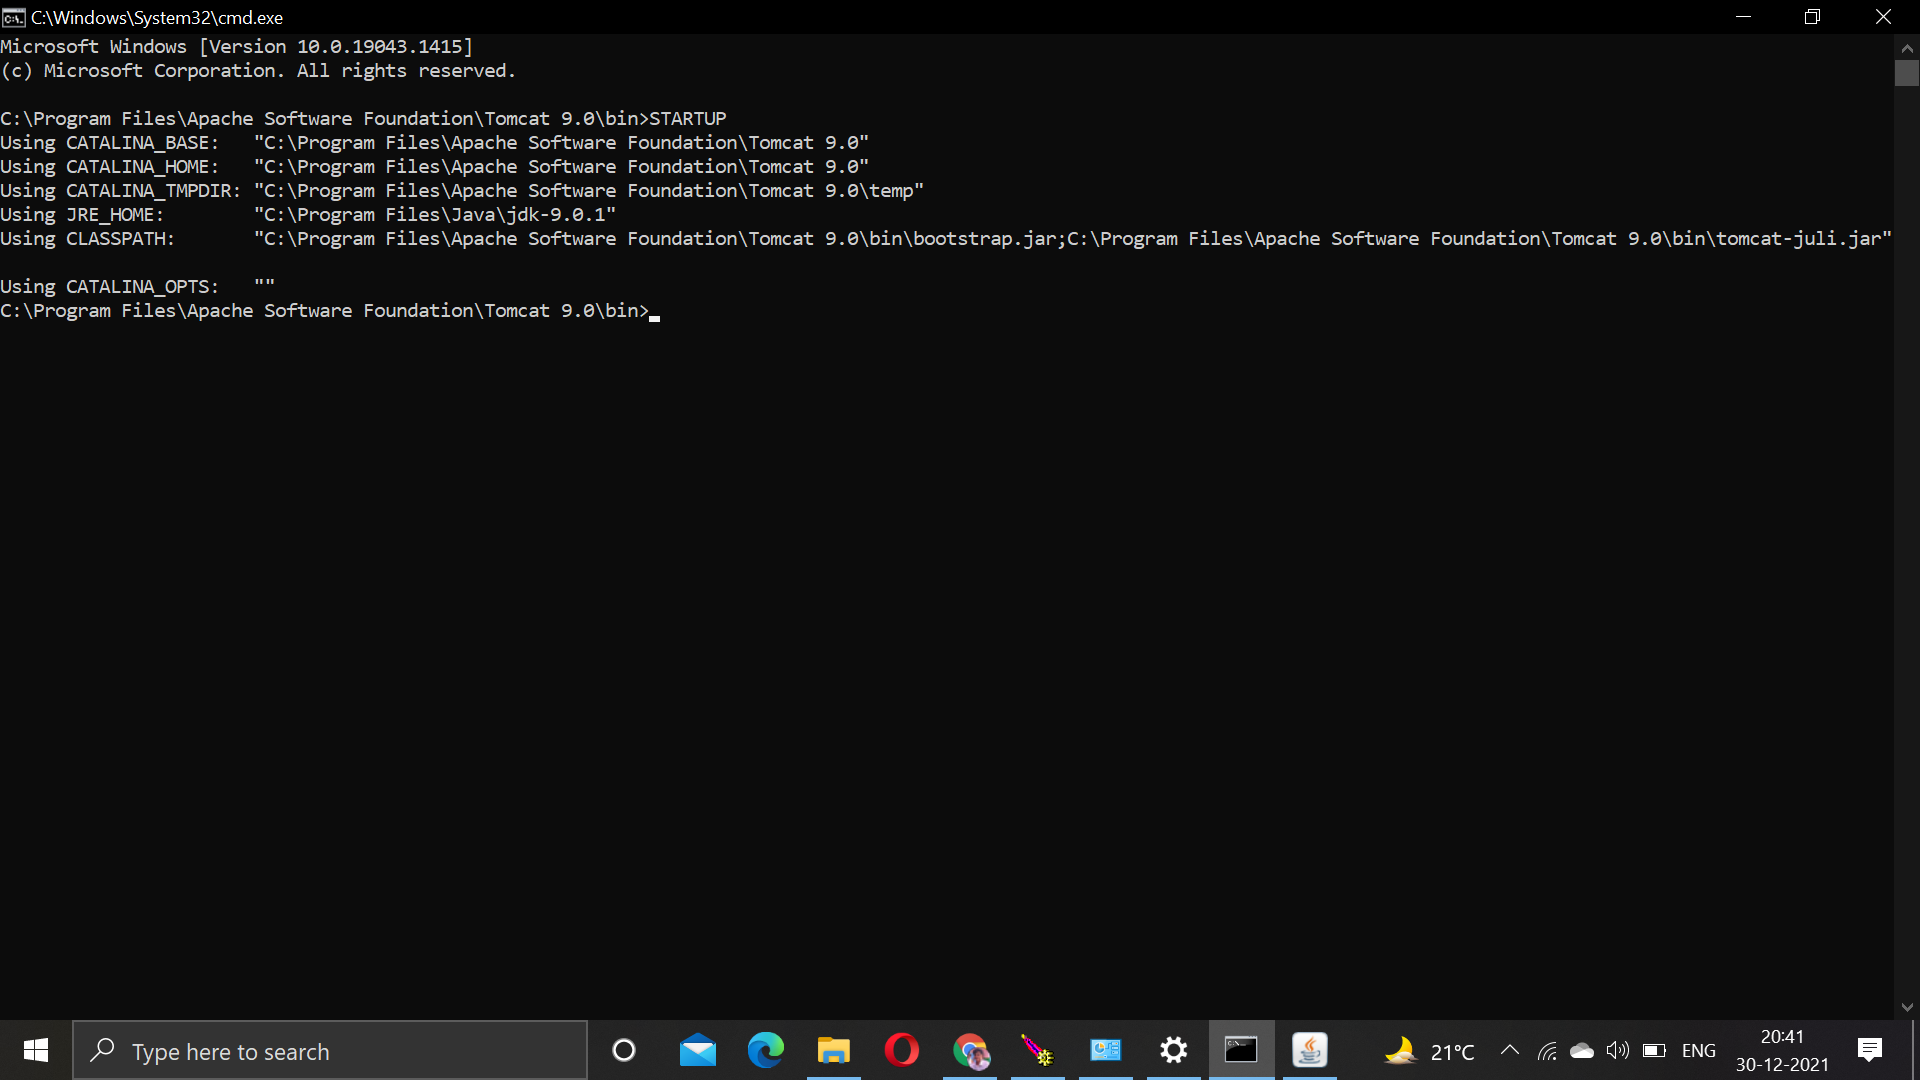 C:\Windows\System32\cmd.exe
Microsoft Windows [Version 10.0.19043.1415]
(c) Microsoft Corporation. All rights reserved.
C:\Program Files\Apache Software Foundation\Tomcat 9.0\bin>STARTUP
Using CATALINA_BASE:   "C:\Program Files\Apache Software Foundation\Tomcat 9.0"
Using CATALINA_HOME:   "C:\Program Files\Apache Software Foundation\Tomcat 9.0"
Using CATALINA_TMPDIR: "C:\Program Files\Apache Software Foundation\Tomcat 9.0\temp"
Using JRE_HOME:        "C:\Program Files\Java\jdk-9.0.1"
Using CLASSPATH:       "C:\Program Files\Apache Software Foundation\Tomcat 9.0\bin\bootstrap.jar;C:\Program Files\Apache Software Foundation\Tomcat 9.0\bin\tomcat-juli.jar"
Using CATALINA_OPTS:   ""
C:\Program Files\Apache Software Foundation\Tomcat 9.0\bin>
Type here to search
21°C
ENG
20:41
30-12-2021